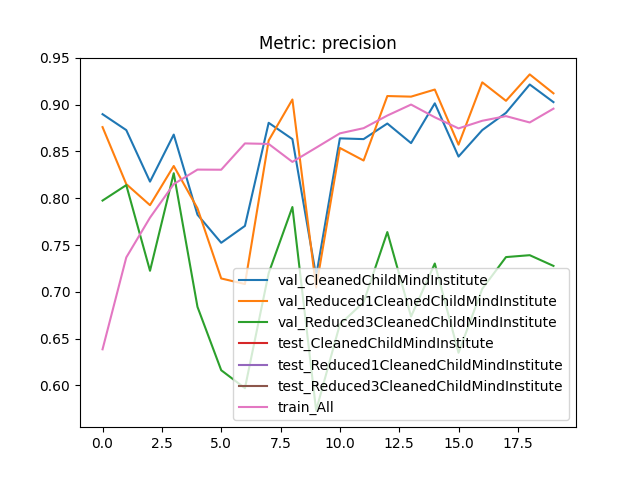 Metric: precision
0.95
0.90
0.85
0.80
0.75
0.70
0.65
0.60
val_CleanedChildMindInstitute
val_Reduced1CleanedChildMindInstitute
val_Reduced3CleanedChildMindInstitute
test_CleanedChildMindInstitute
test_Reduced1CleanedChildMindInstitute
test_Reduced3CleanedChildMindInstitute
train_All
0.0 2.5 5.0 7.5 10.0 12.5 15.0 17.5